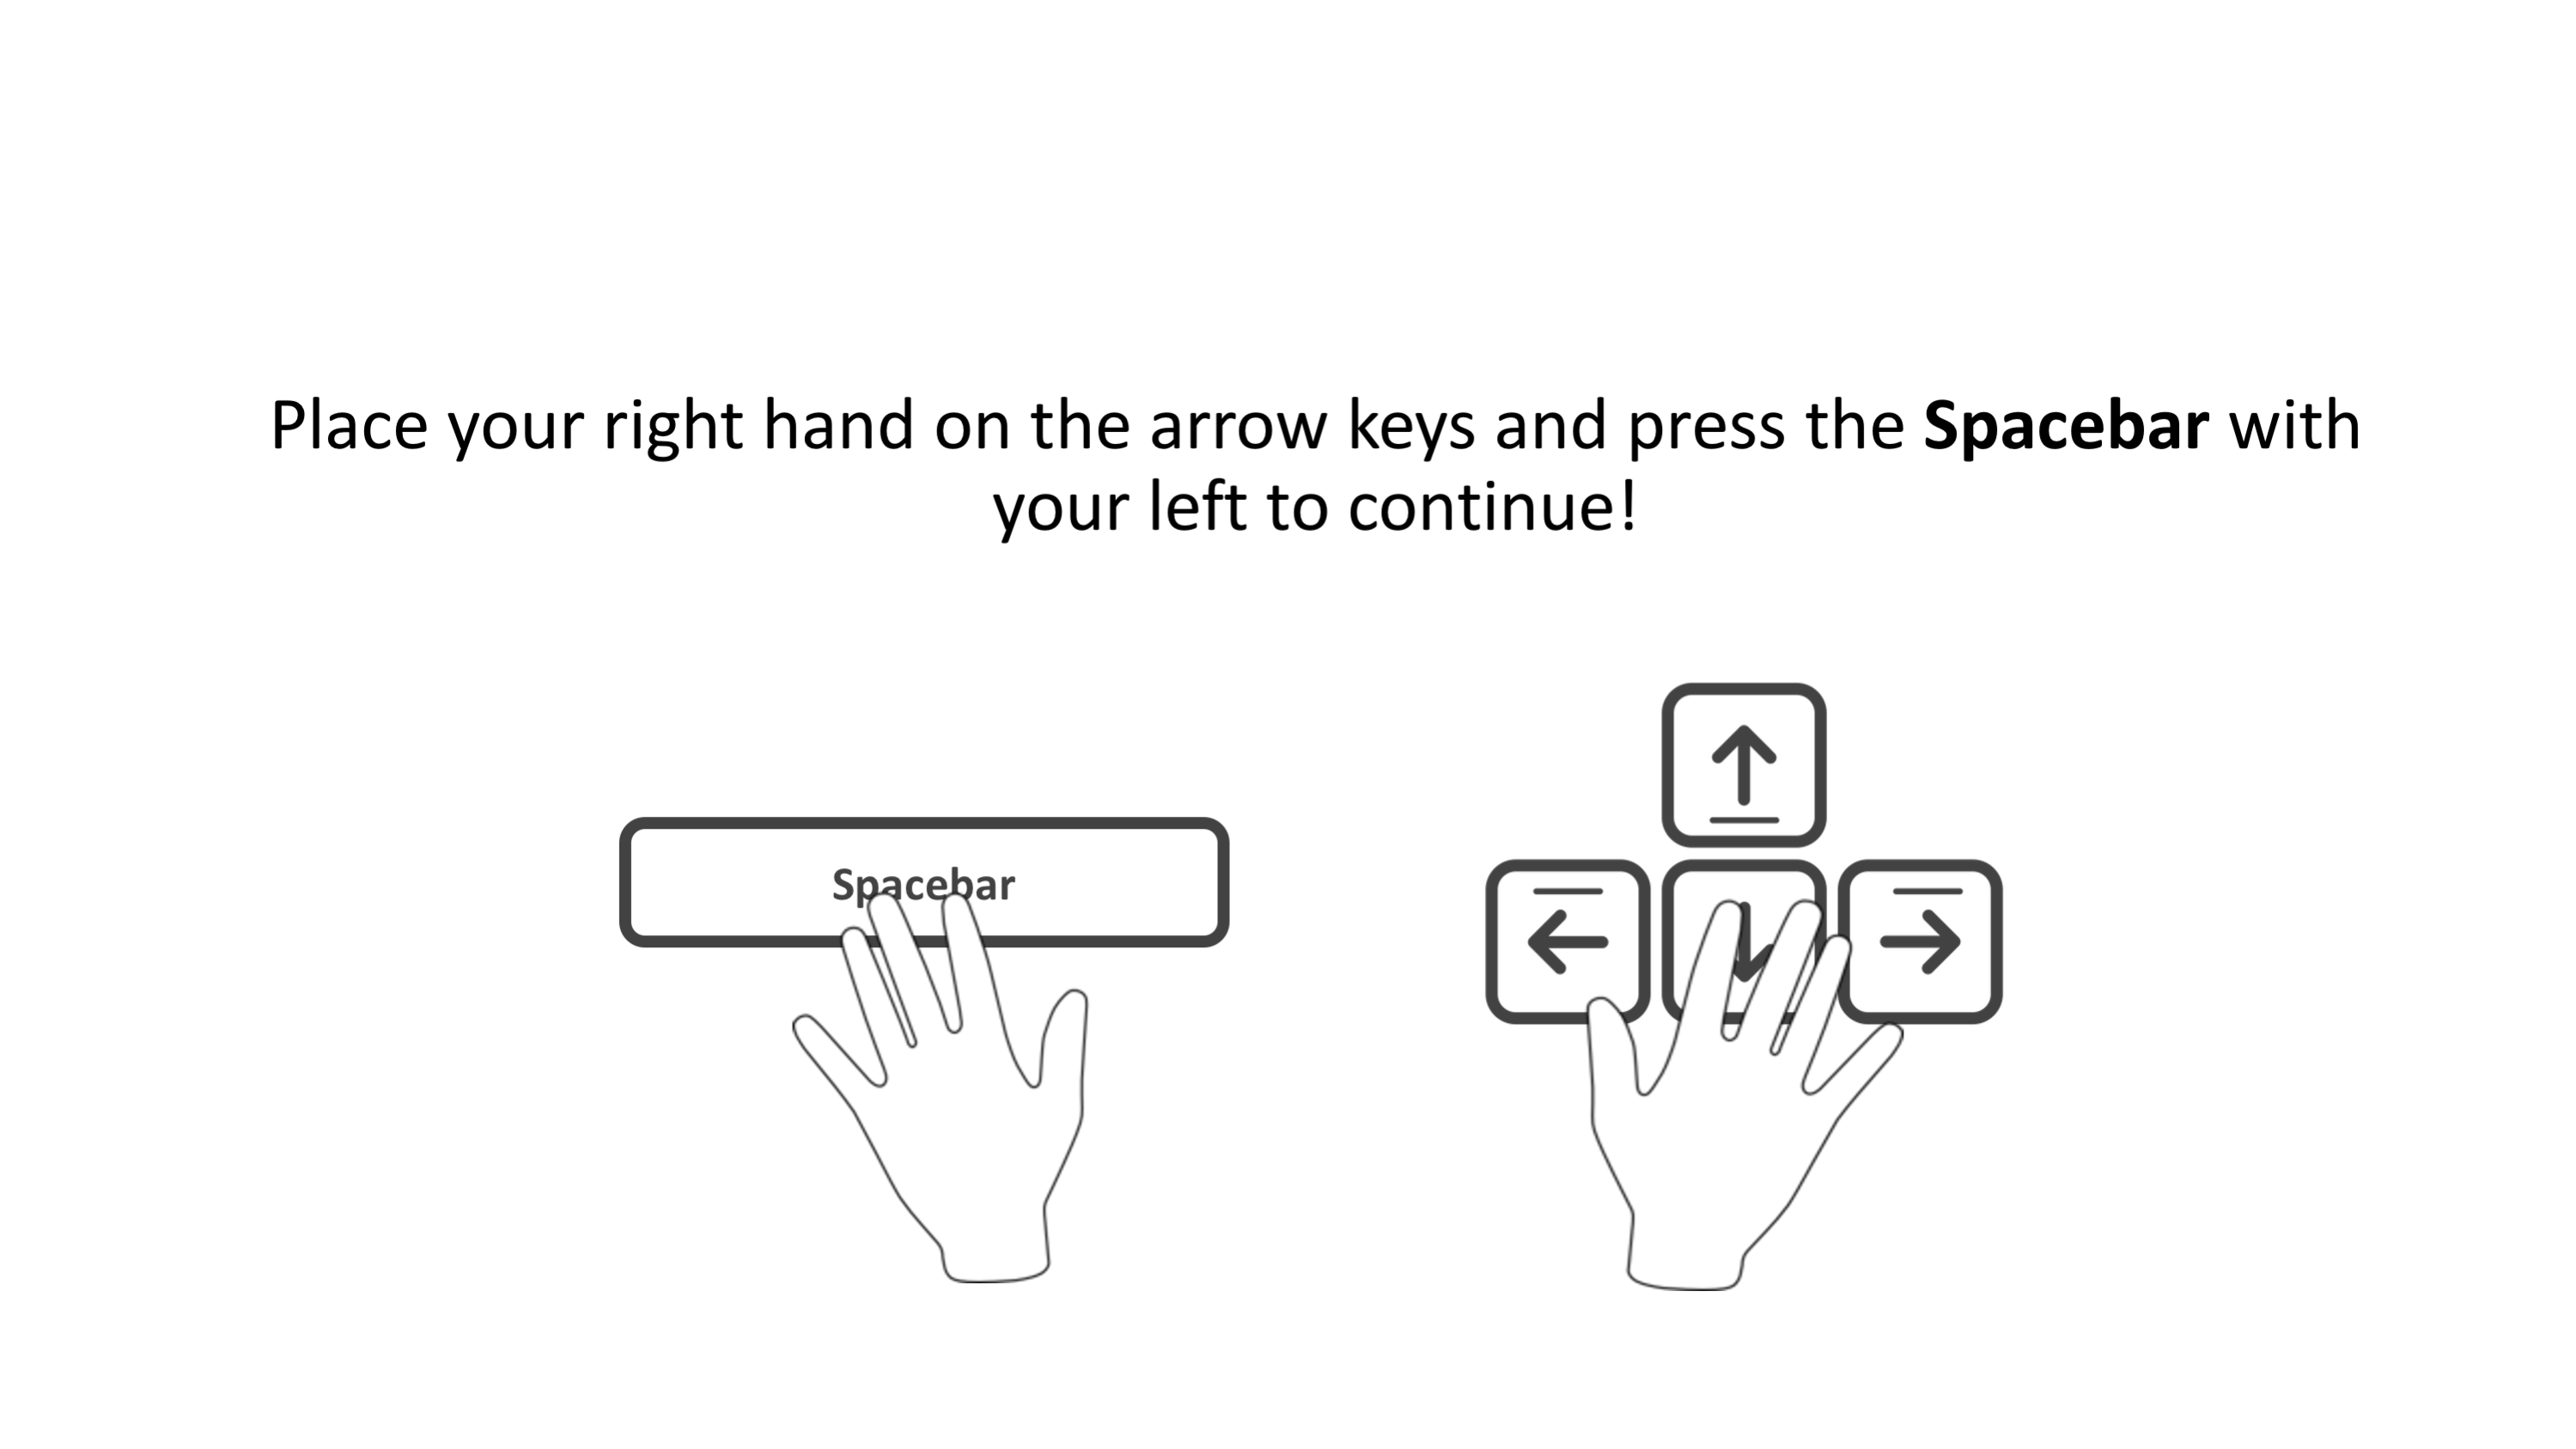 Place your right hand on the arrow keys and press the Spacebar with
your left to continue!
Spacebar